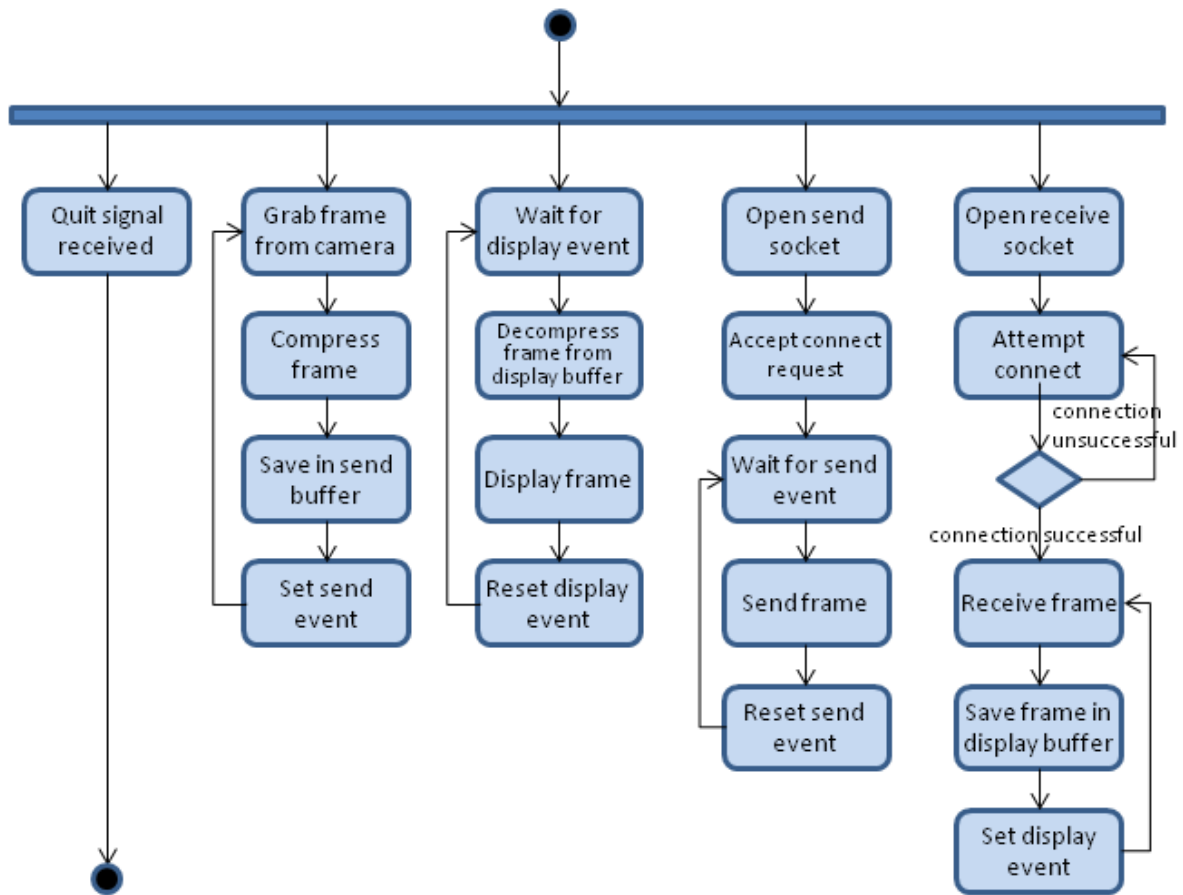 Quit signal
received
Grab frame
from camera
Wait for
display event
Open send
socket
Open receive
socket
Compress
frame
Decompress
frame from
display buffer
Accept connect
request
Attempt
connect
connection
unsuccessful
Save in send
buffer
Display frame
Wait for send
event
connection successful
Set send
event
Reset display
event
Send frame
Receive frame
Reset send
event
Save frame in
display buffer
Set display
event